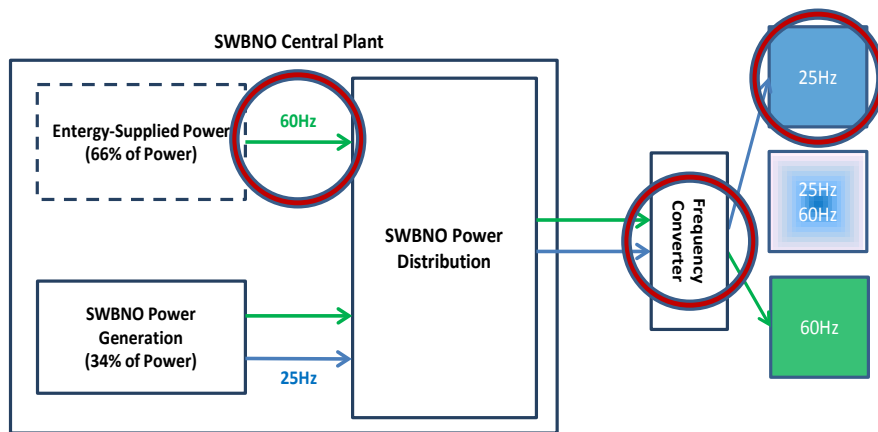 SWBNO Central Plant
Entergy-Supplied Power
(66% of Power)
60Hz
SWBNO Power
Distribution
SWBNO Power
Generation
(34% of Power)
25Hz
Frequency
Converter
25Hz
25Hz
60Hz
60Hz